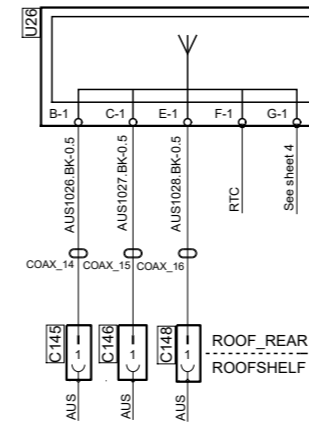 U26
B-1 C-1 E-1 F-1 G-1
AUS1026.BK-0.5
AUS1027.BK-0.5
AUS1028.BK-0.5
RTC
See sheet 4
COAX_14 COAX_15 COAX_16
C145 1
C146 1
C148 1
ROOF_REAR
ROOFSHELF
AUS AUS AUS